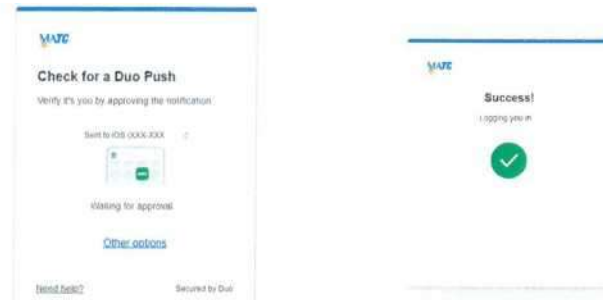 MATC
Check for a Duo Push
Verify it's you by approving the notification
Sent to iOS (XXX-XXX
Waiting for approval.
Other options
Need help?
Secured by Duo
MATC
Success!
Logging you in